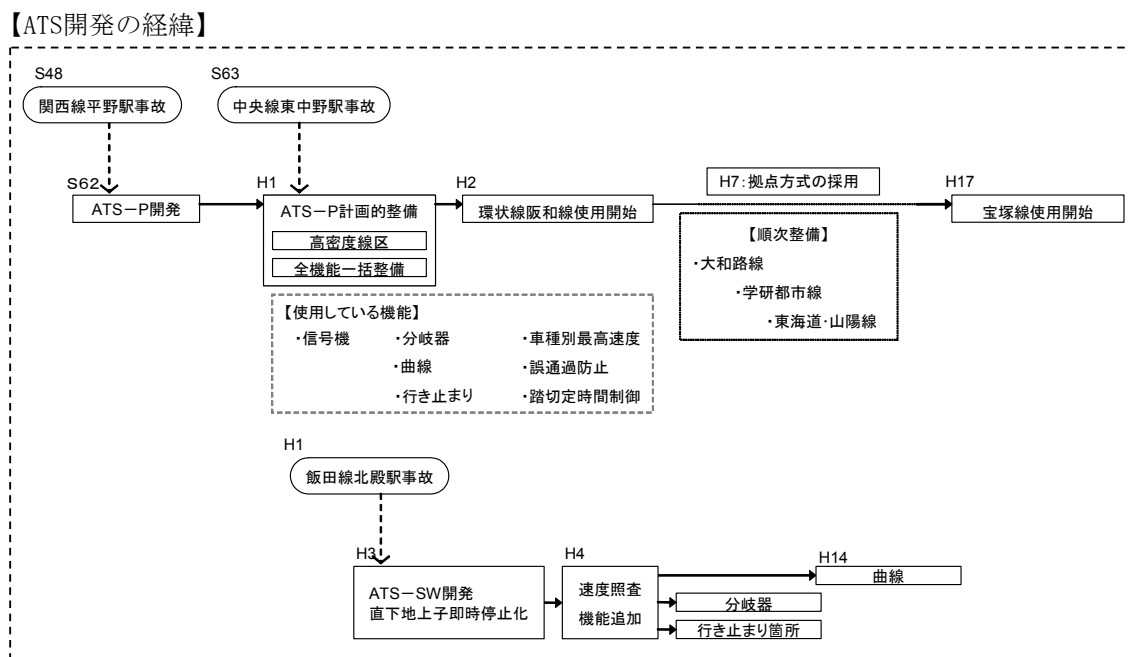 【ATS開発の経緯】
S48
S63
関西線平野駅事故
中央線東中野駅事故
S62
H1
H2
H7:拠点方式の採用
H17
ATS-P開発
ATS-P計画的整備
環状線阪和線使用開始
宝塚線使用開始
高密度線区
全機能一括整備
【順次整備】
・大和路線
・学研都市線
・東海道・山陽線
【使用している機能】
・信号機 ・分岐器 ・車種別最高速度
・曲線 ・誤通過防止
・行き止まり ・踏切定時間制御
H1
飯田線北殿駅事故
H3
H4
H14
ATS-SW開発
直下地上子即時停止化
速度照査
機能追加
曲線
分岐器
行き止まり箇所